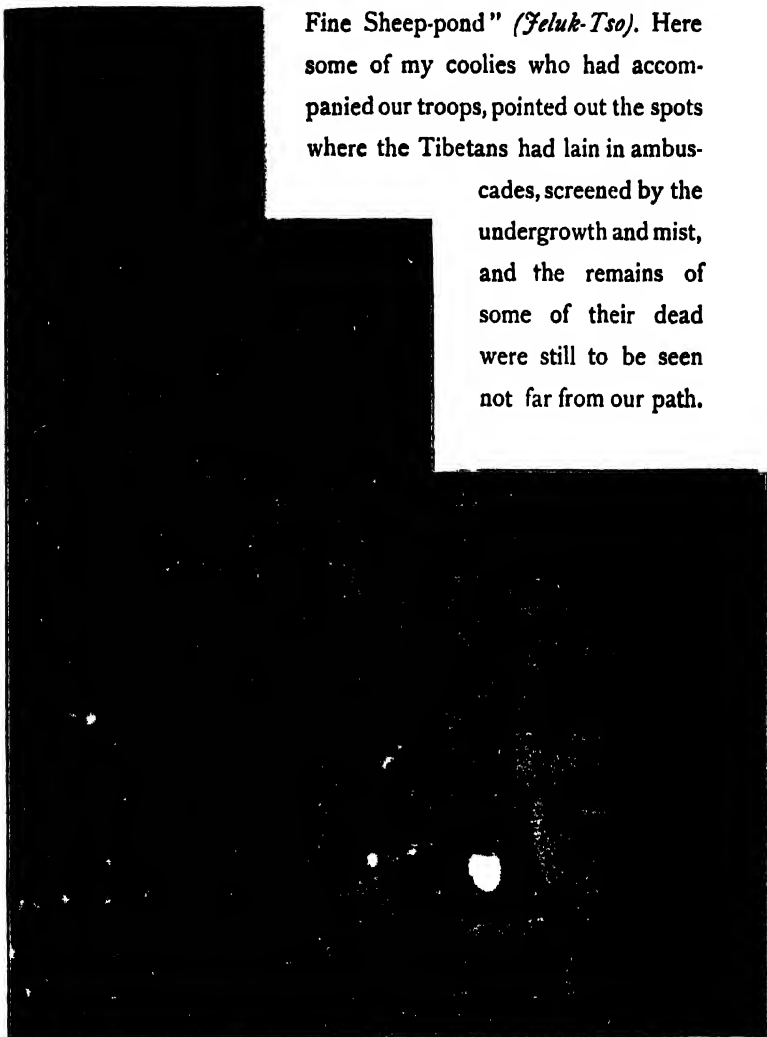 Fine Sheep-pond" (Jeluk-Tso). Here
some of my coolies who had accom-
panied our troops, pointed out the spots
where the Tibetans had lain in ambus-
cades, screened by the
undergrowth and mist,
and the remains of
some of their dead
were still to be seen
not far from our path.